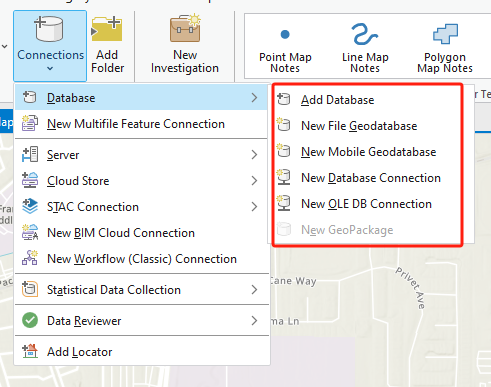 Connections
Add
Folder
New
Investigation
Point Map
Notes
Line Map
Notes
Polygon
Map Notes
Database
New Multifile Feature Connection
Server
Cloud Store
STAC Connection
New BIM Cloud Connection
New Workflow (Classic) Connection
Statistical Data Collection
Data Reviewer
Add Locator
Add Database
New File Geodatabase
New Mobile Geodatabase
New Database Connection
New OLE DB Connection
New GeoPackage
Cane Way
Privet Ave